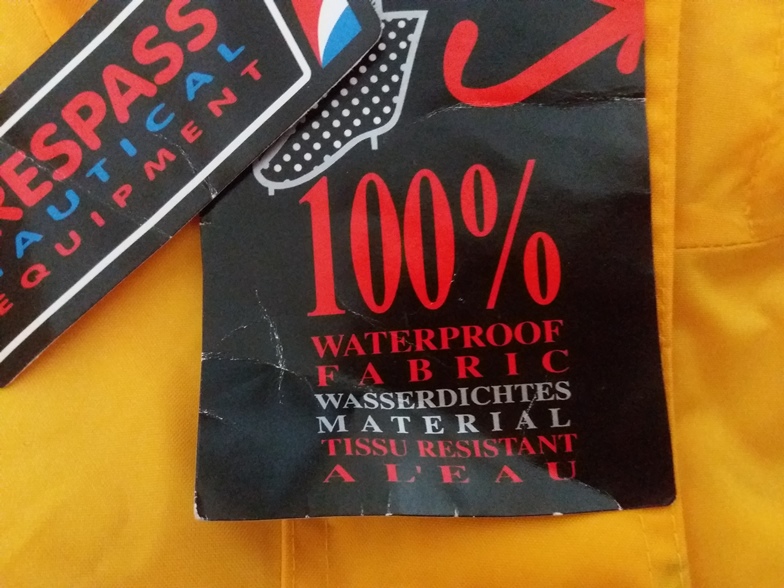 RESPASS
AUTICAL
EQUIPMENT
100%
WATERPROOF
FABRIC
WASSERDICHTES
MATERIAL
TISSU RESISTANT
A L'EAU